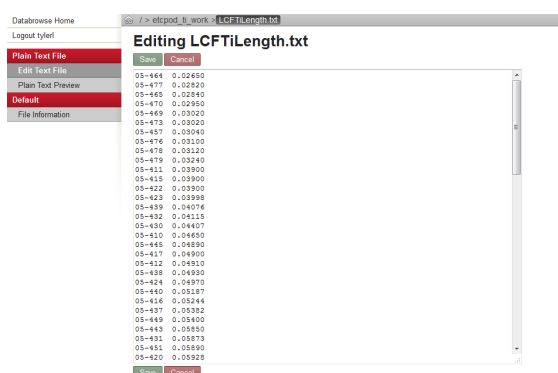 Databrowse Home
Logout tylerl
Plain Text File
Edit Text File
Plain Text Preview
Default
File Information
/ > etcpod_ti_work > LCFTiLength.txt
Editing LCFTiLength.txt
Save Cancel
05-464 0.02650
05-477 0.02820
05-465 0.02840
05-470 0.02950
05-469 0.03020
05-473 0.03020
05-457 0.03040
05-476 0.03100
05-478 0.03120
05-479 0.03240
05-411 0.03900
05-415 0.03900
05-422 0.03900
05-423 0.03998
05-439 0.04076
05-432 0.04115
05-430 0.04407
05-410 0.04650
05-445 0.04890
05-417 0.04900
05-412 0.04910
05-438 0.04930
05-424 0.04970
05-440 0.05187
05-416 0.05244
05-437 0.05382
05-449 0.05400
05-443 0.05850
05-431 0.05873
05-451 0.05890
05-420 0.05928
Save Cancel